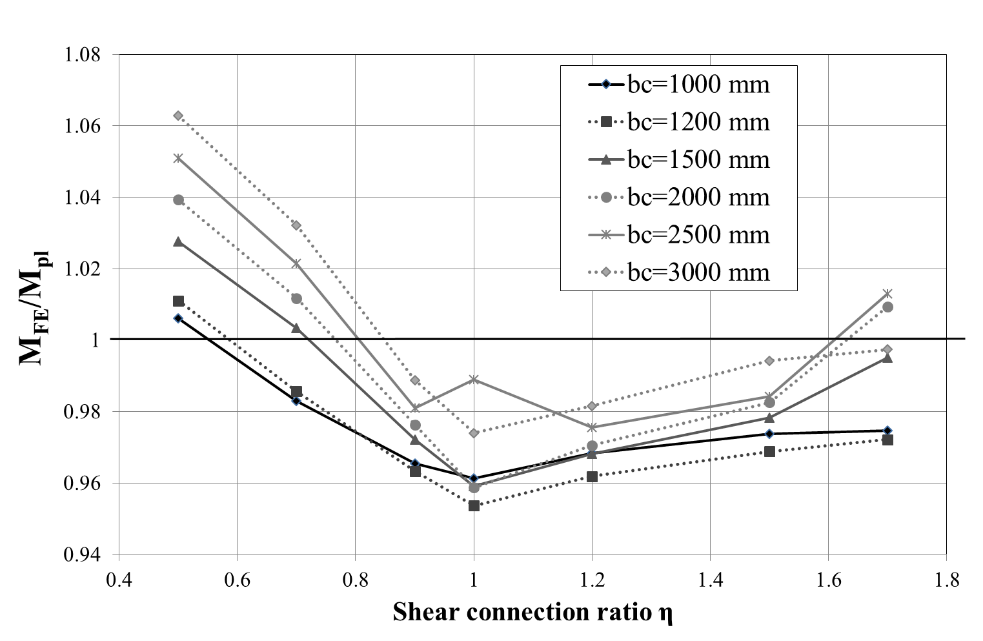 1.08
1.06
1.04
1.02
1
0.98
0.96
0.94
M_FE/M_pl
bc=1000 mm
bc=1200 mm
bc=1500 mm
bc=2000 mm
bc=2500 mm
bc=3000 mm
0.4 0.6 0.8 1 1.2 1.4 1.6 1.8
Shear connection ratio η